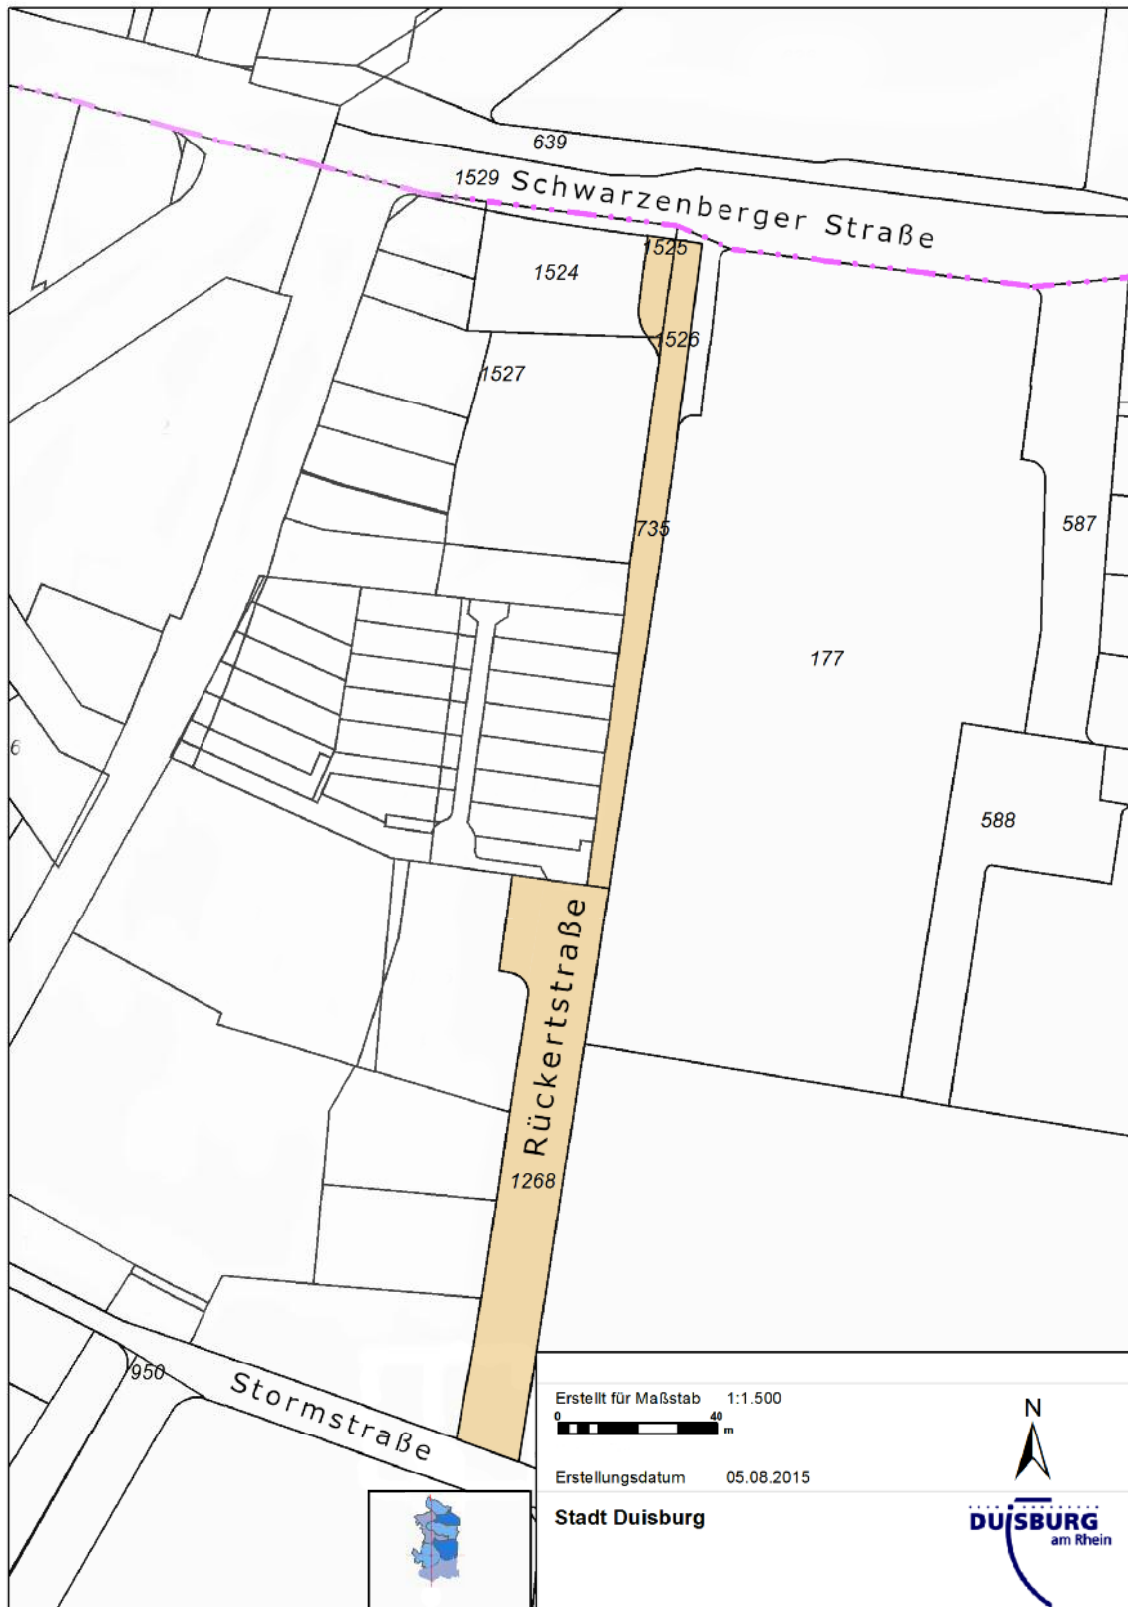 639
1529
Schwarzenberger Straße
1525
1524
1526
1527
735
587
177
6
588
Rückertstraße
1268
950
Stormstraße
Erstellt für Maßstab 1:1.500
0 40
m
Erstellungsdatum 05.08.2015
Stadt Duisburg
N
DUISBURG
am Rhein